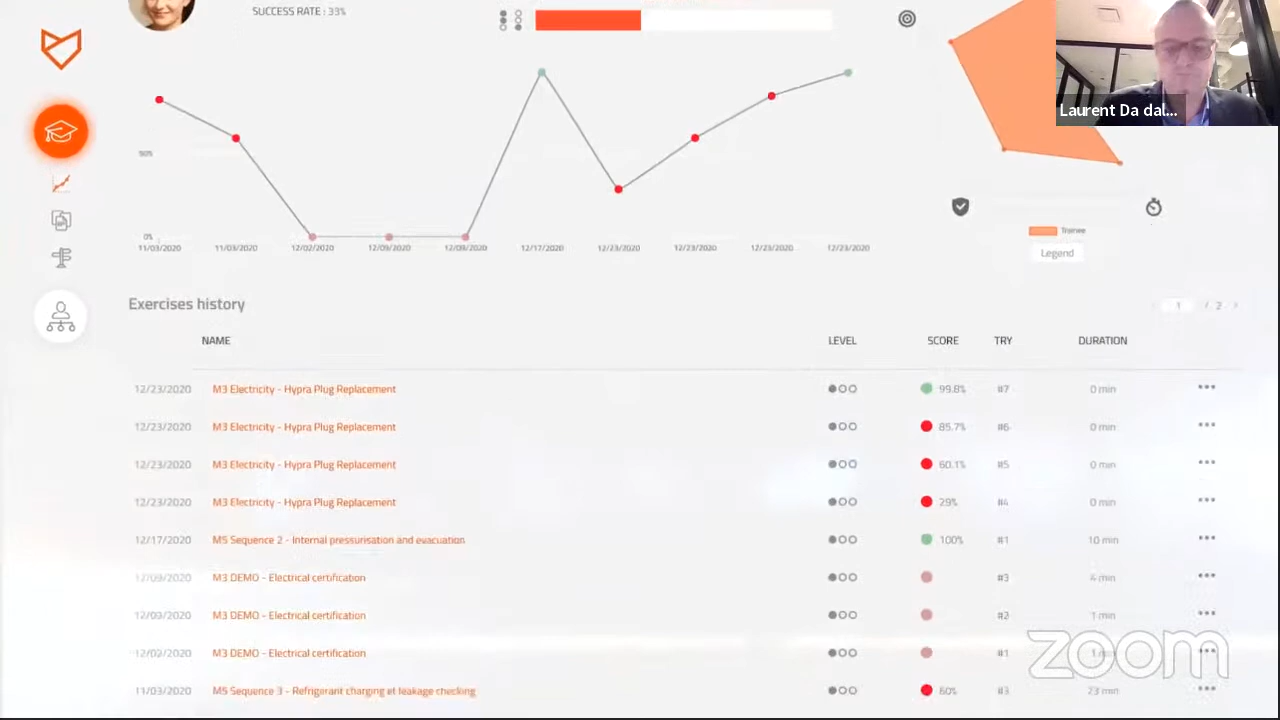 SUCCESS RATE : 33%
Laurent Da dal...
50%
0%
11/03/2020 11/03/2020 12/02/2020 12/09/2020 12/09/2020 12/17/2020 12/23/2020 12/23/2020 12/23/2020 12/23/2020
Trainee
Legend
Exercises history
1 / 2 >
NAME LEVEL SCORE TRY DURATION
12/23/2020 M3 Electricity - Hypra Plug Replacement 99.8% #7 0 min ...
12/23/2020 M3 Electricity - Hypra Plug Replacement 85.7% #6 0 min ...
12/23/2020 M3 Electricity - Hypra Plug Replacement 60.1% #5 0 min ...
12/23/2020 M3 Electricity - Hypra Plug Replacement 29% #4 0 min ...
12/17/2020 M5 Sequence 2 - Internal pressurisation and evacuation 100% #1 10 min ...
12/09/2020 M3 DEMO - Electrical certification #3 4 min ...
12/09/2020 M3 DEMO - Electrical certification #2 1 min ...
12/02/2020 M3 DEMO - Electrical certification #1 ...
11/03/2020 M5 Sequence 3 - Refrigirant charging et leakage checking 60% #3 23 min ...
zoom